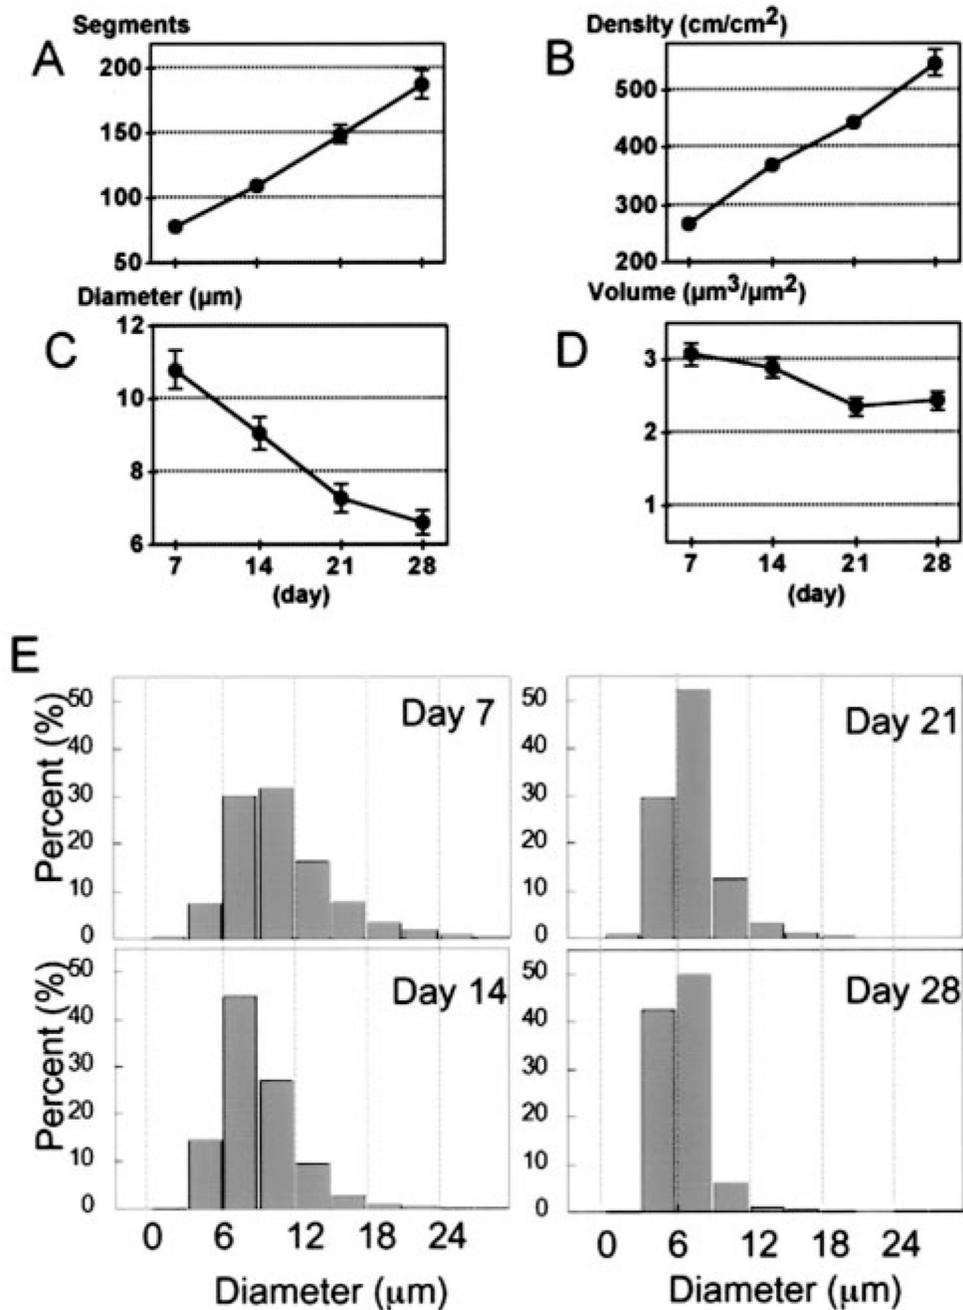 Segments
A
200
150
100
50
Density (cm/cm²)
B
500
400
300
200
Diameter (µm)
C
12
10
8
6
7 14 21 28
(day)
Volume (µm³/µm²)
D
3
2
1
7 14 21 28
(day)
E
Percent (%)
50
40
30
20
10
0
Day 7
50
40
30
20
10
0
Day 21
Percent (%)
50
40
30
20
10
0
Day 14
0 6 12 18 24
Diameter (µm)
50
40
30
20
10
0
Day 28
0 6 12 18 24
Diameter (µm)